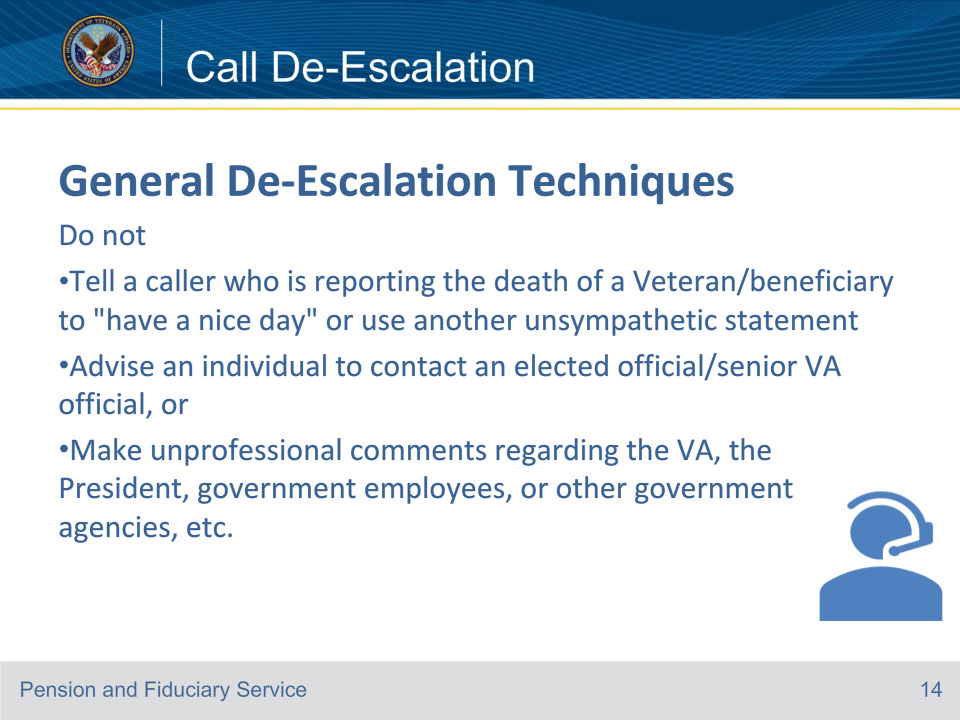 Call De-Escalation
General De-Escalation Techniques
Do not
•Tell a caller who is reporting the death of a Veteran/beneficiary
to "have a nice day" or use another unsympathetic statement
•Advise an individual to contact an elected official/senior VA
official, or
•Make unprofessional comments regarding the VA, the
President, government employees, or other government
agencies, etc.
Pension and Fiduciary Service
14